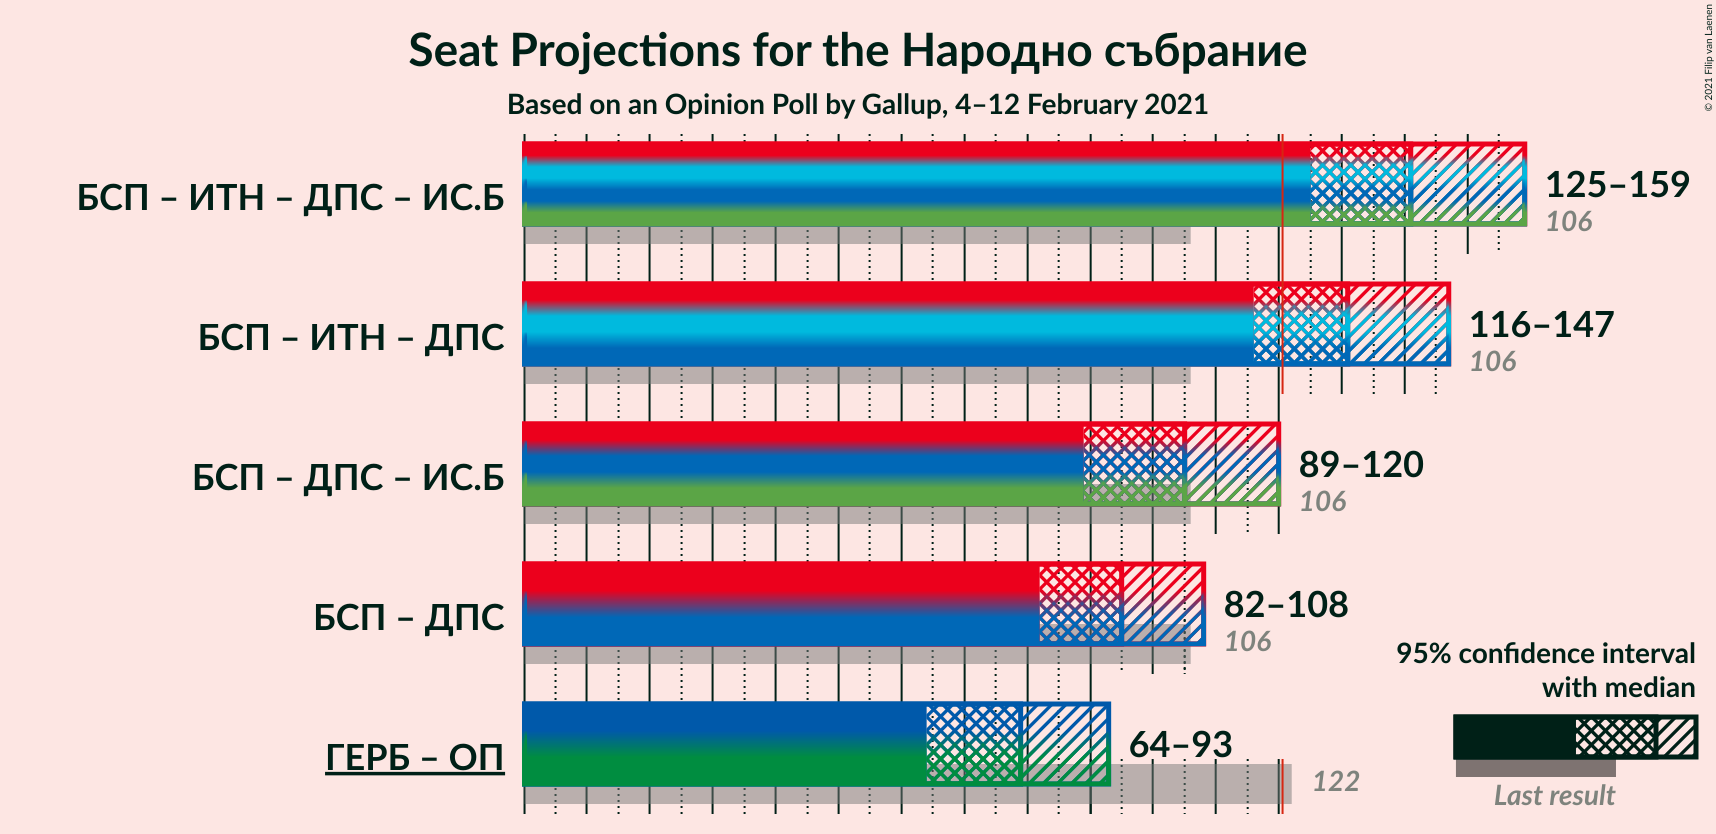 Seat Projections for the Народно събрание
Based on an Opinion Poll by Gallup, 4–12 February 2021
© 2021 Filip van Laenen
БСП – ИТН – ДПС – ИС.Б
125–159
106
БСП – ИТН – ДПС
116–147
106
БСП – ДПС – ИС.Б
89–120
106
БСП – ДПС
82–108
106
ГЕРБ – ОП
64–93
122
95% confidence interval
with median
Last result